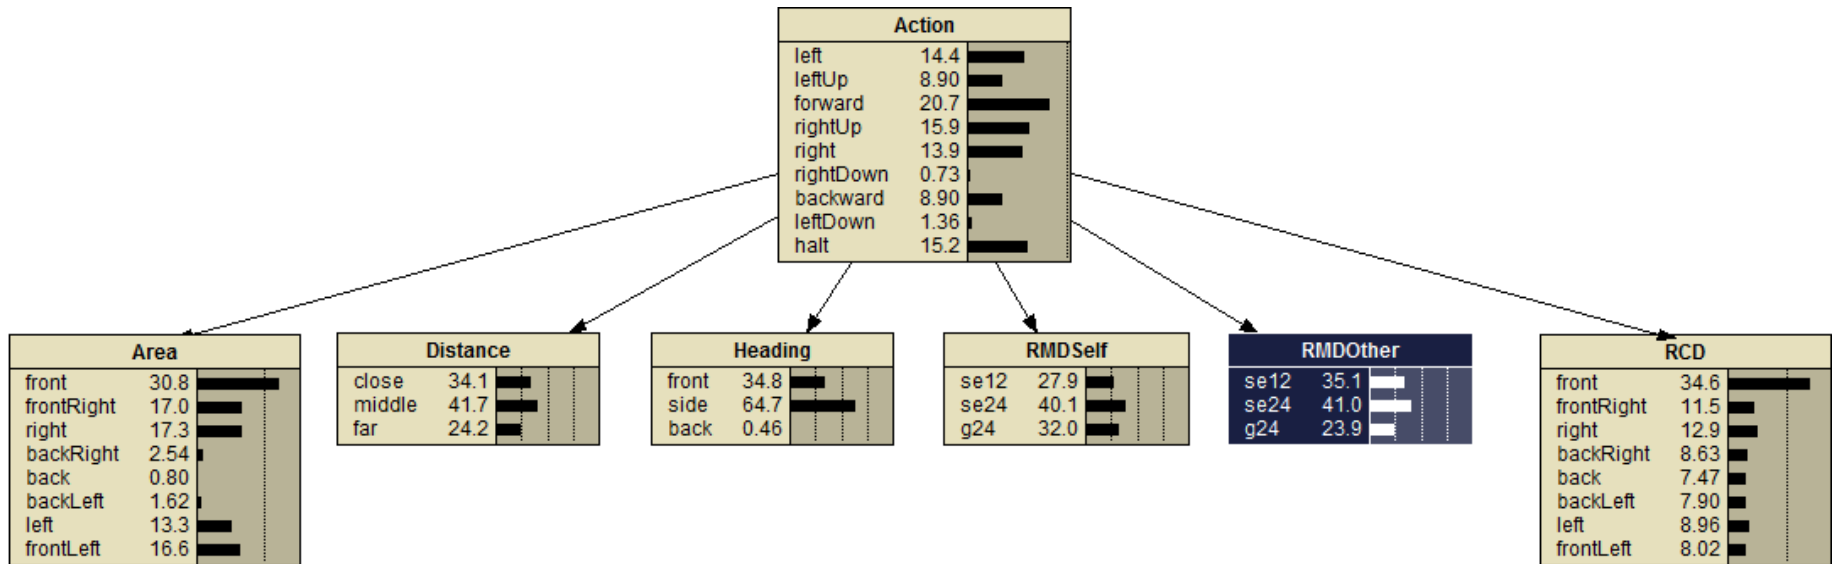 Action
left 14.4
leftUp 8.90
forward 20.7
rightUp 15.9
right 13.9
rightDown 0.73
backward 8.90
leftDown 1.36
halt 15.2
Area
front 30.8
frontRight 17.0
right 17.3
backRight 2.54
back 0.80
backLeft 1.62
left 13.3
frontLeft 16.6
Distance
close 34.1
middle 41.7
far 24.2
Heading
front 34.8
side 64.7
back 0.46
RMDSelf
se12 27.9
se24 40.1
g24 32.0
RMDOther
se12 35.1
se24 41.0
g24 23.9
RCD
front 34.6
frontRight 11.5
right 12.9
backRight 8.63
back 7.47
backLeft 7.90
left 8.96
frontLeft 8.02